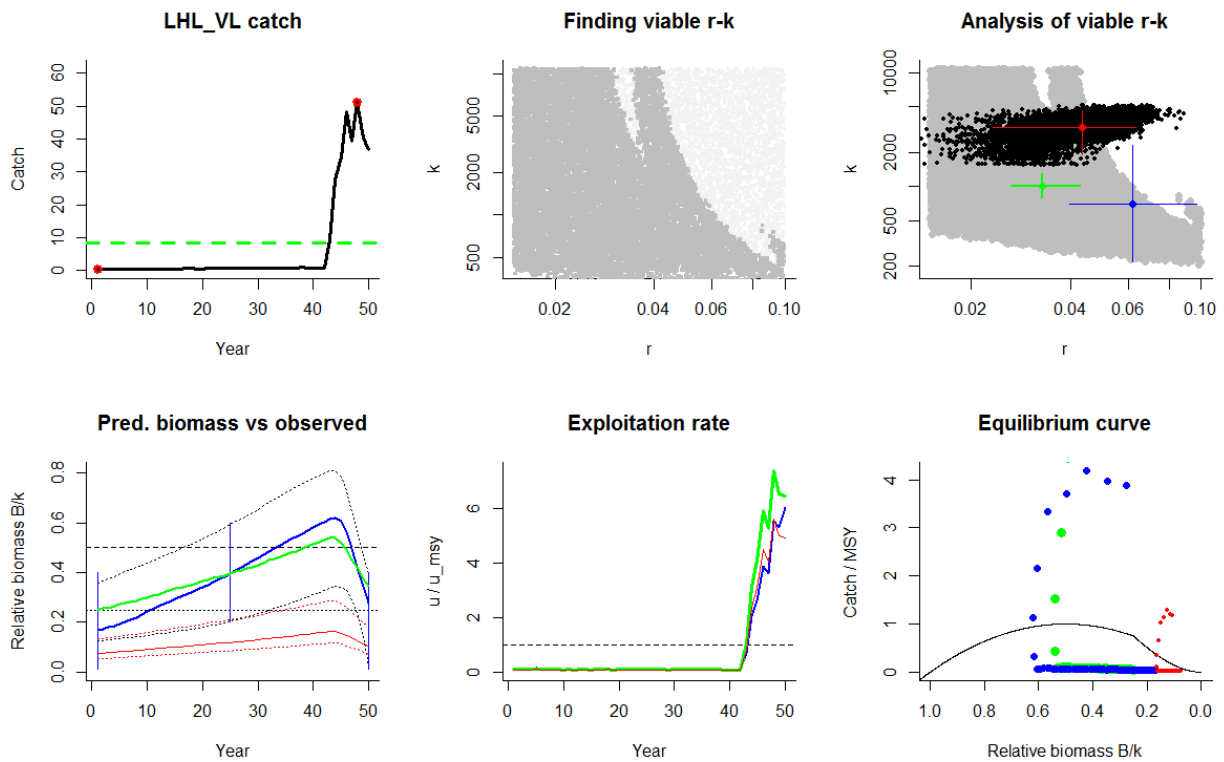 LHL_VL catch
Catch
0 10 20 30 40 50 60
0 10 20 30 40 50
Year
Finding viable r-k
k
500 2000 5000
0.02 0.04 0.06 0.10
r
Analysis of viable r-k
k
200 500 2000 10000
0.02 0.04 0.06 0.10
r
Pred. biomass vs observed
Relative biomass B/k
0.0 0.2 0.4 0.6 0.8
0 10 20 30 40 50
Year
Exploitation rate
u / u_msy
0 2 4 6
0 10 20 30 40 50
Year
Equilibrium curve
Catch / MSY
0 1 2 3 4
1.0 0.8 0.6 0.4 0.2 0.0
Relative biomass B/k